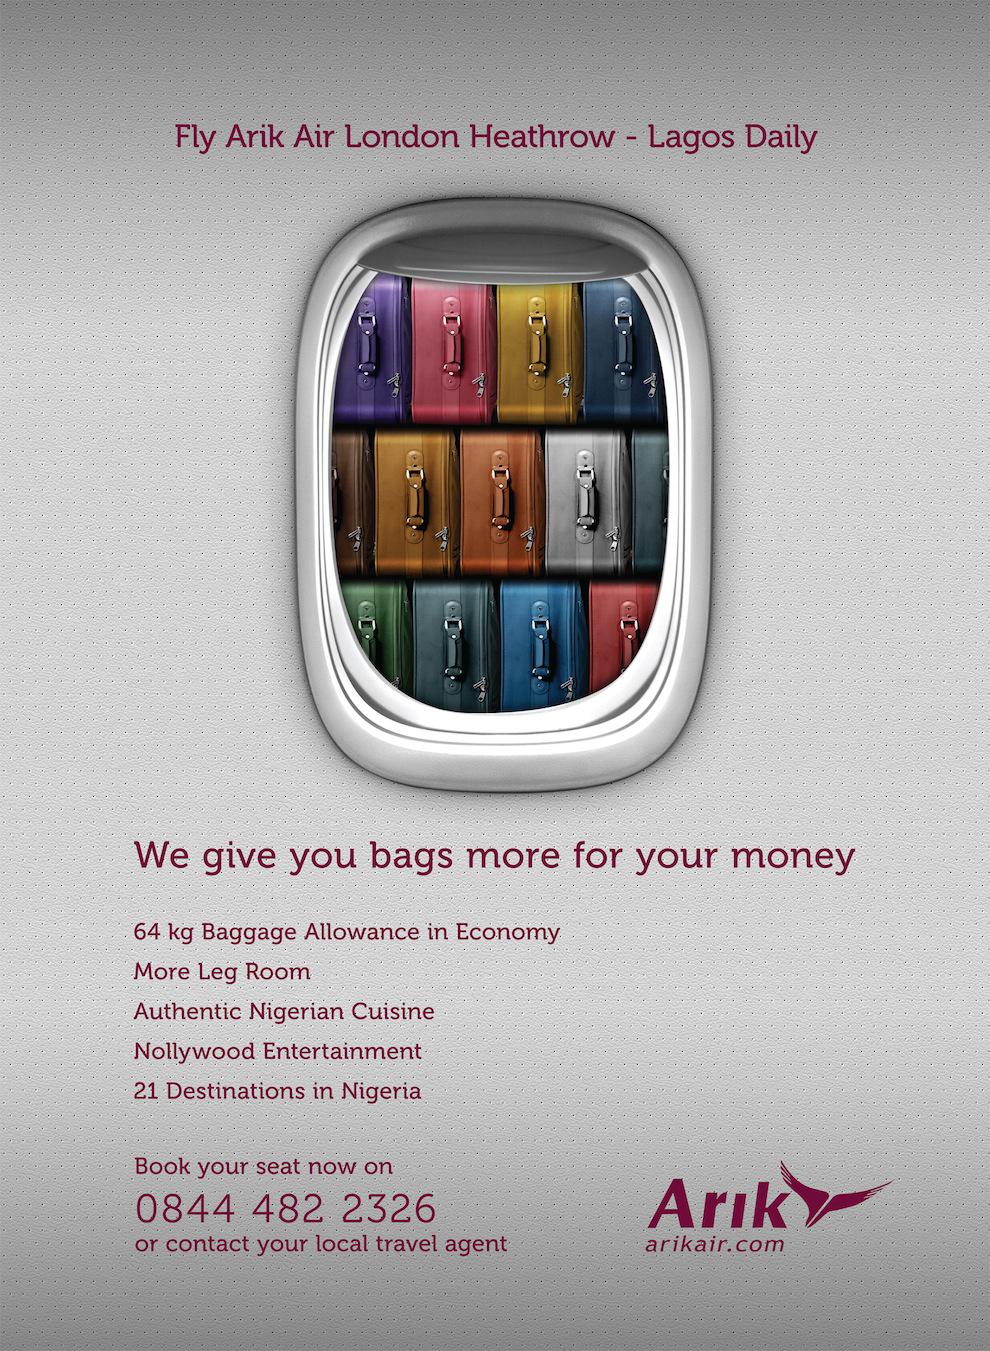 Fly Arik Air London Heathrow - Lagos Daily
We give you bags more for your money
64 kg Baggage Allowance in Economy
More Leg Room
Authentic Nigerian Cuisine
Nollywood Entertainment
21 Destinations in Nigeria
Book your seat now on
0844 482 2326
or contact your local travel agent
Arik
arikair.com